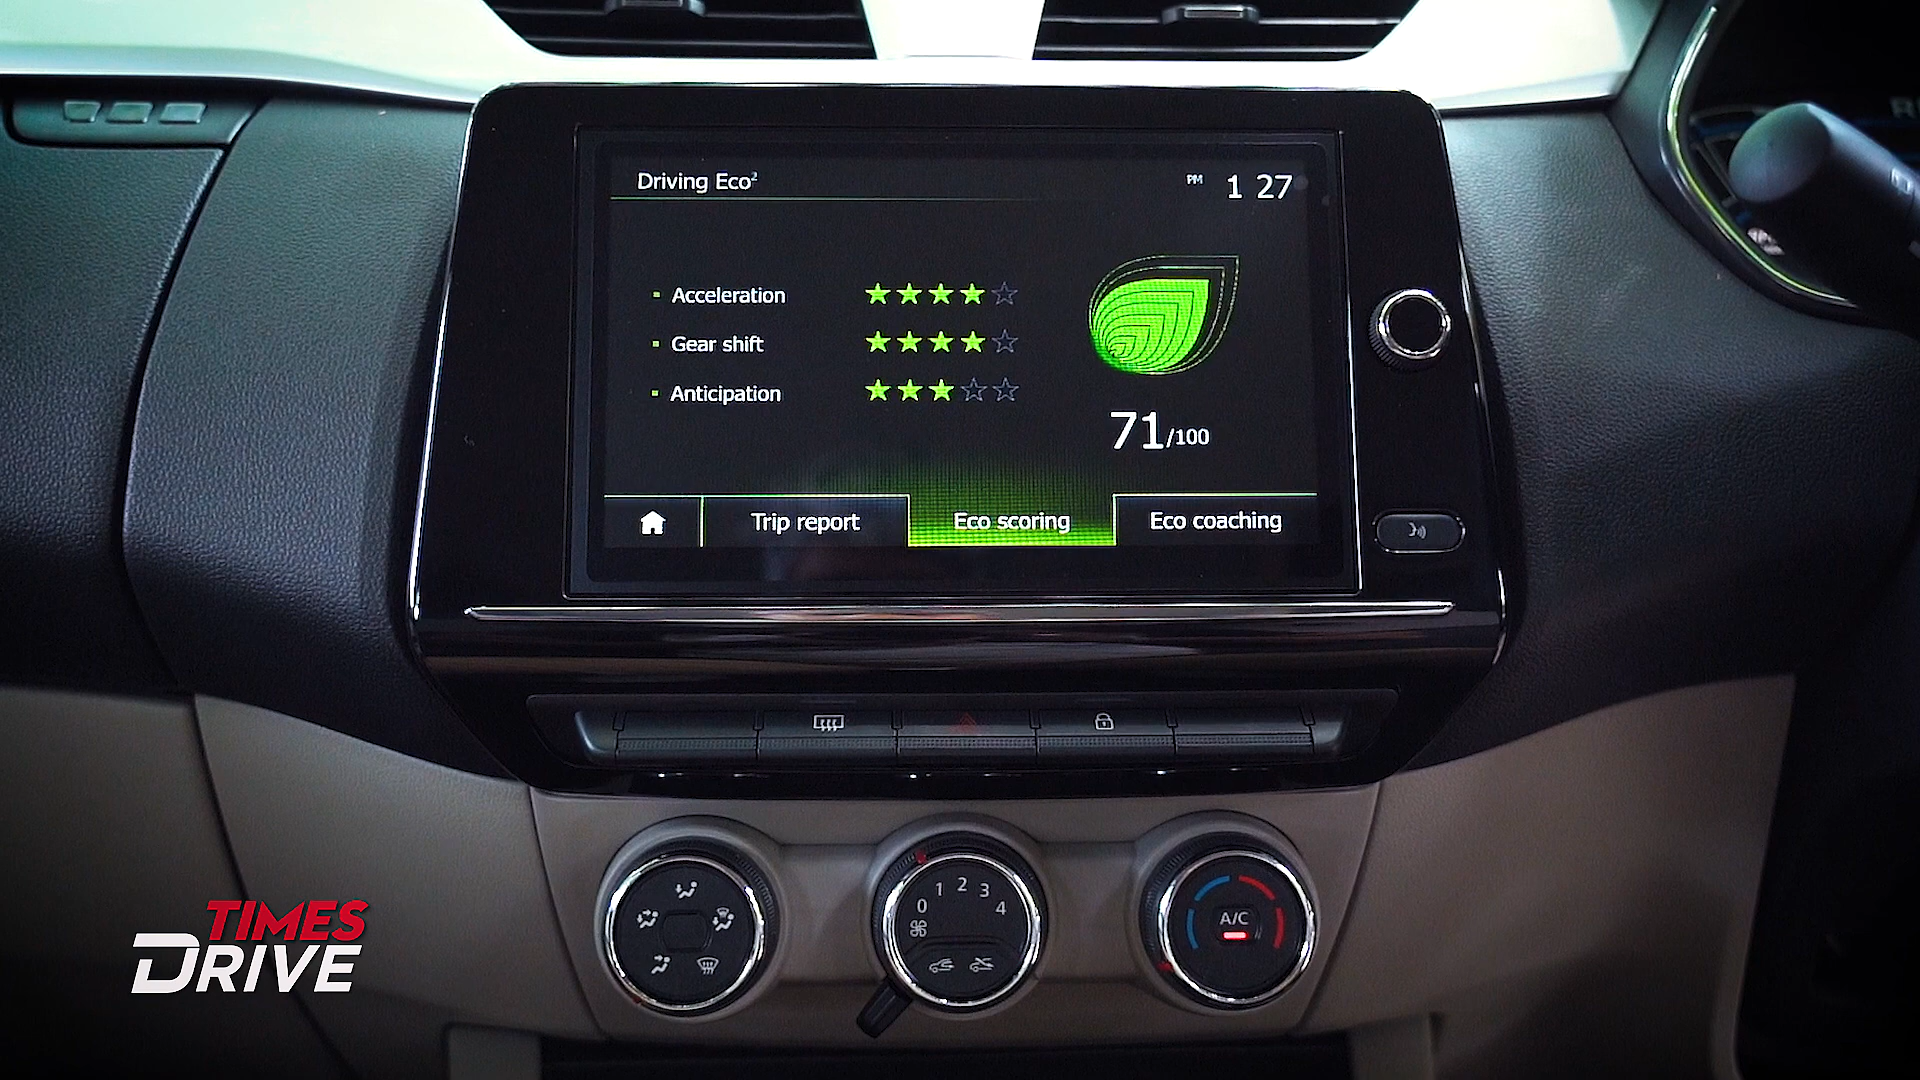 Driving Eco²
PM 1 27
Acceleration
Gear shift
Anticipation
71/100
Trip report
Eco scoring
Eco coaching
0 1 2 3 4
A/C
TIMES
DRIVE